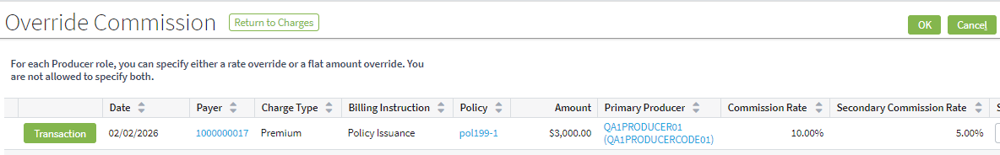 Override Commission Return to Charges OK Cancel
For each Producer role, you can specify either a rate override or a flat amount override. You
are not allowed to specify both.
Date Payer Charge Type Billing Instruction Policy Amount Primary Producer Commission Rate Secondary Commission Rate S
Transaction 02/02/2026 1000000017 Premium Policy Issuance pol199-1 $3,000.00 QA1PRODUCER01 10.00% 5.00%
(QA1PRODUCERCODE01)